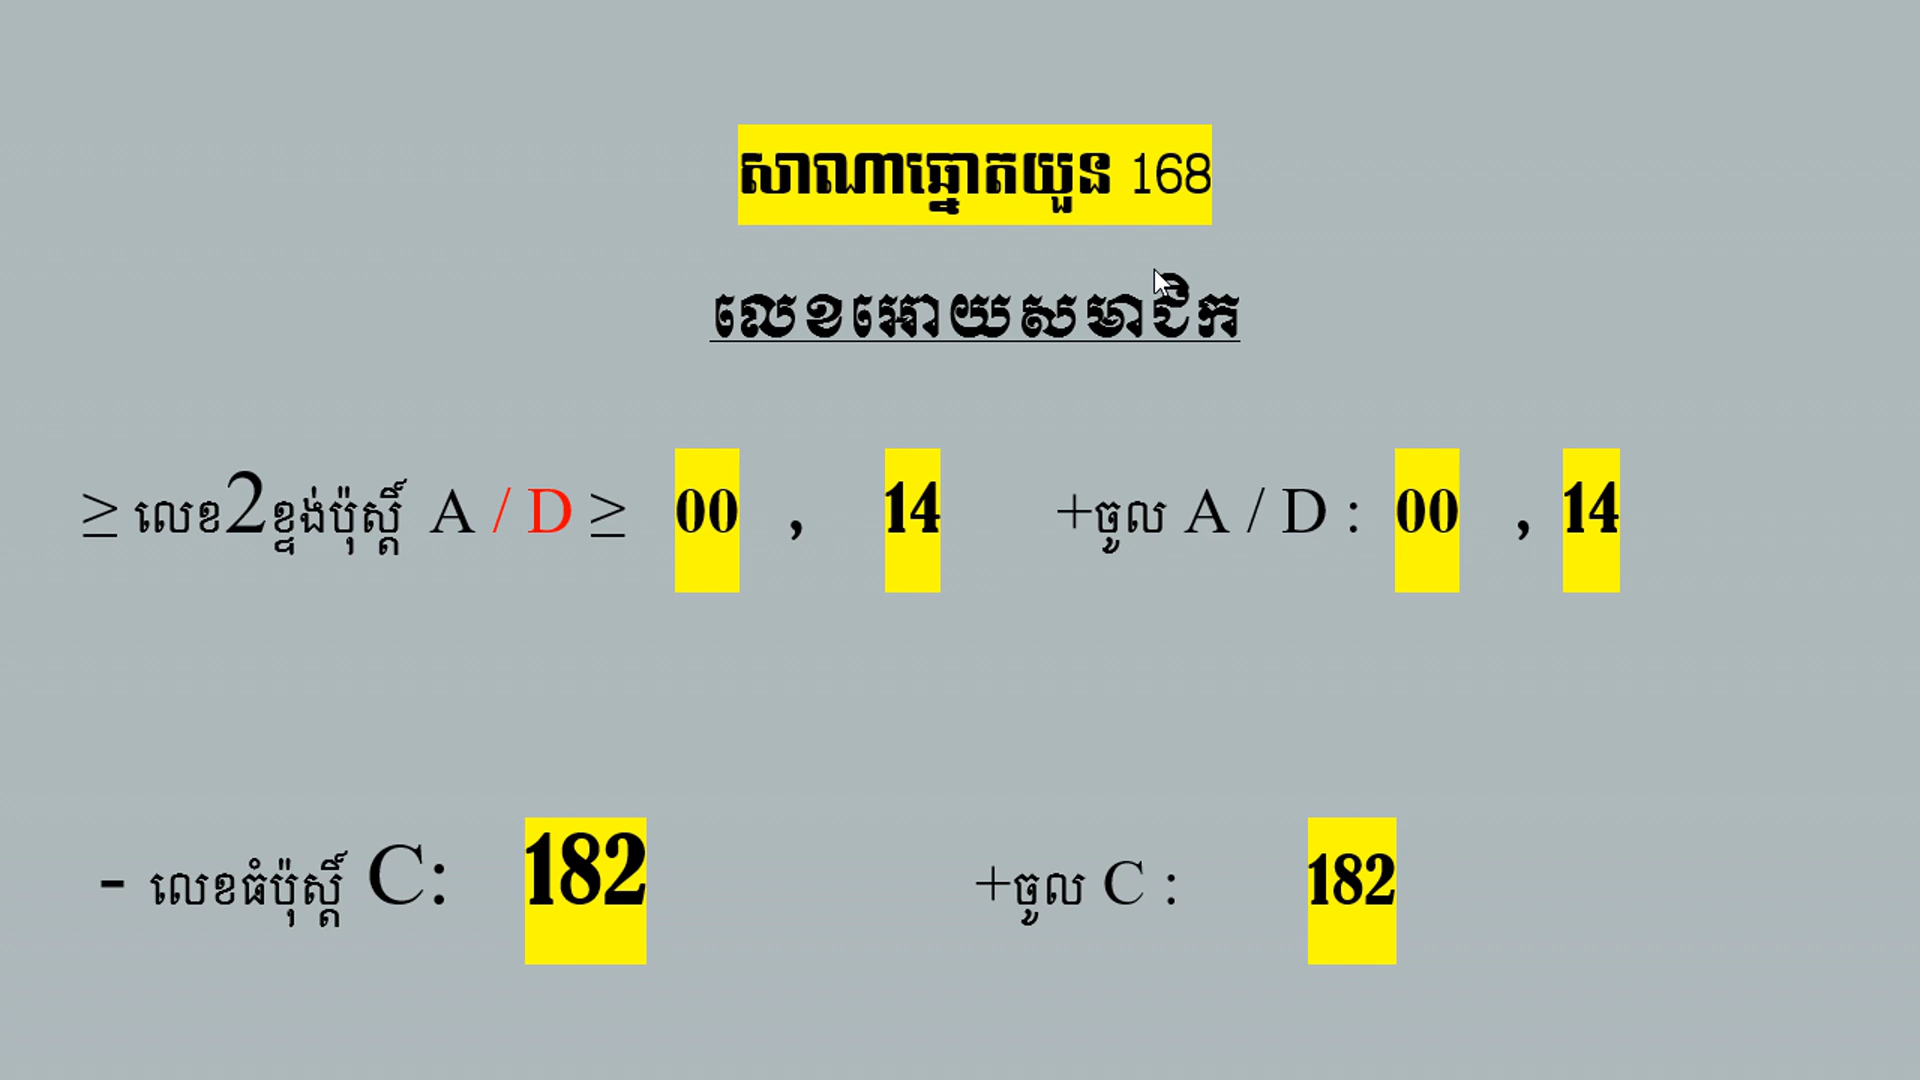 សាណាឆ្នោតយួន 168
លេខអោយសមាជិក
≥ លេខ2ខ្ទង់ប៉ុស្តិ៍ A / D ≥ 00 , 14 +ចូល A / D : 00 , 14
- លេខធំប៉ុស្តិ៍ C: 182 +ចូល C : 182